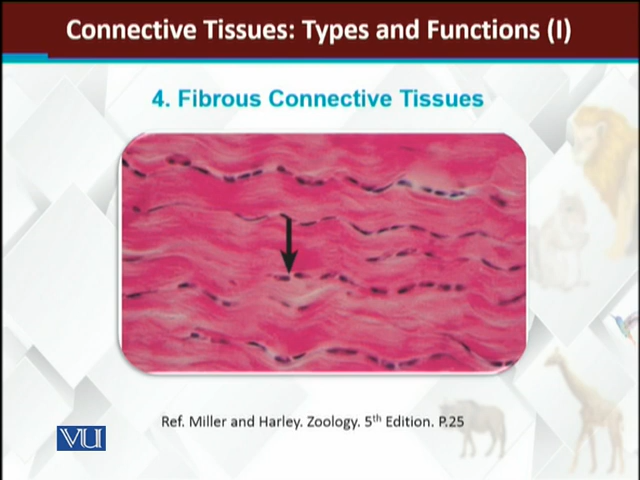 Connective Tissues: Types and Functions (I)
4. Fibrous Connective Tissues
Ref. Miller and Harley. Zoology. 5th Edition. P.25
VU